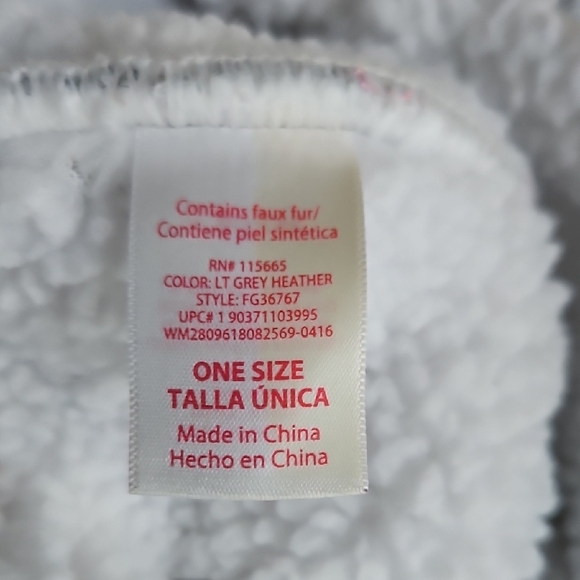 Contains faux fur/
Contiene piel sintética
RN# 115665
COLOR: LT GREY HEATHER
STYLE: FG36767
UPC# 1 90371103995
WM2809618082569-0416
ONE SIZE
TALLA ÚNICA
Made in China
Hecho en China